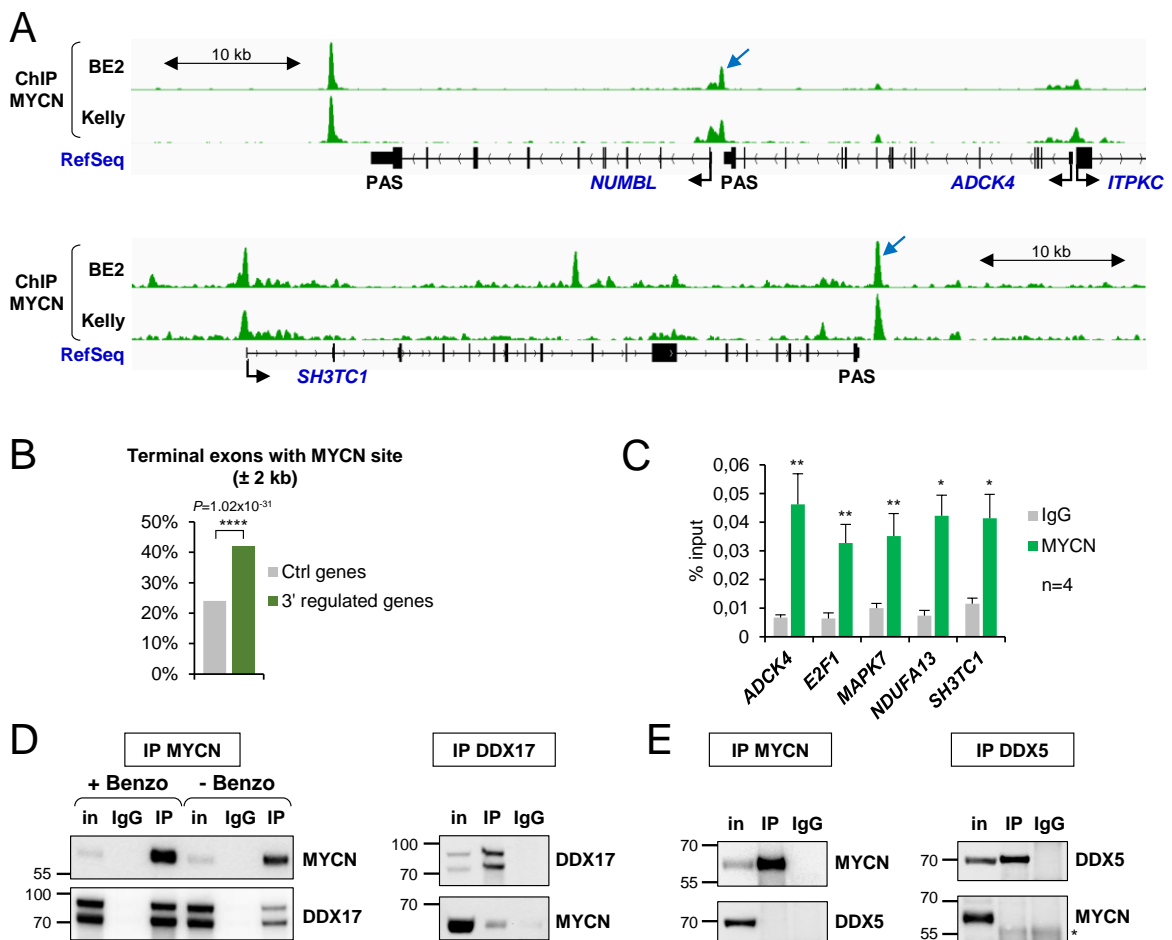 A
10 kb
ChIP
MYCN
BE2
Kelly
RefSeq
PAS
NUMBL
PAS
ADCK4
ITPKC
ChIP
MYCN
BE2
10 kb
Kelly
RefSeq
SH3TC1
PAS
B
Terminal exons with MYCN site
(± 2 kb)
P=1.02x10⁻³¹
****
50%
40%
30%
20%
10%
0%
Ctrl genes
3' regulated genes
C
% input
0,06
0,05
0,04
0,03
0,02
0,01
0
** ** ** * *
IgG
MYCN
n=4
ADCK4
E2F1
MAPK7
NDUFA13
SH3TC1
D
IP MYCN
+ Benzo - Benzo
in IgG IP in IgG IP
55
MYCN
100
70
DDX17
IP DDX17
in IP IgG
100
70
DDX17
70
MYCN
E
IP MYCN
in IP IgG
70
55
MYCN
70
DDX5
IP DDX5
in IP IgG
70
DDX5
70
55
MYCN
*